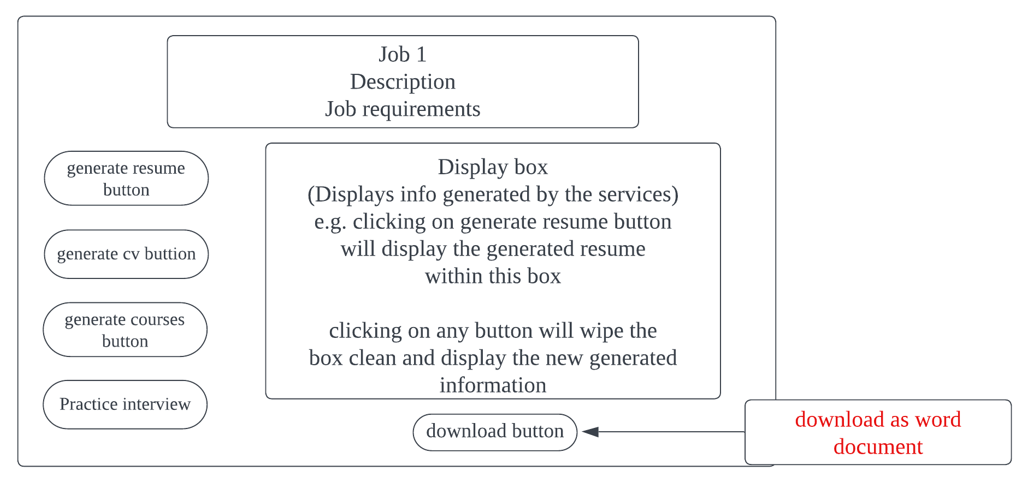 Job 1
Description
Job requirements
generate resume
button
generate cv buttion
generate courses
button
Practice interview
Display box
(Displays info generated by the services)
e.g. clicking on generate resume button
will display the generated resume
within this box
clicking on any button will wipe the
box clean and display the new generated
information
download button
download as word
document